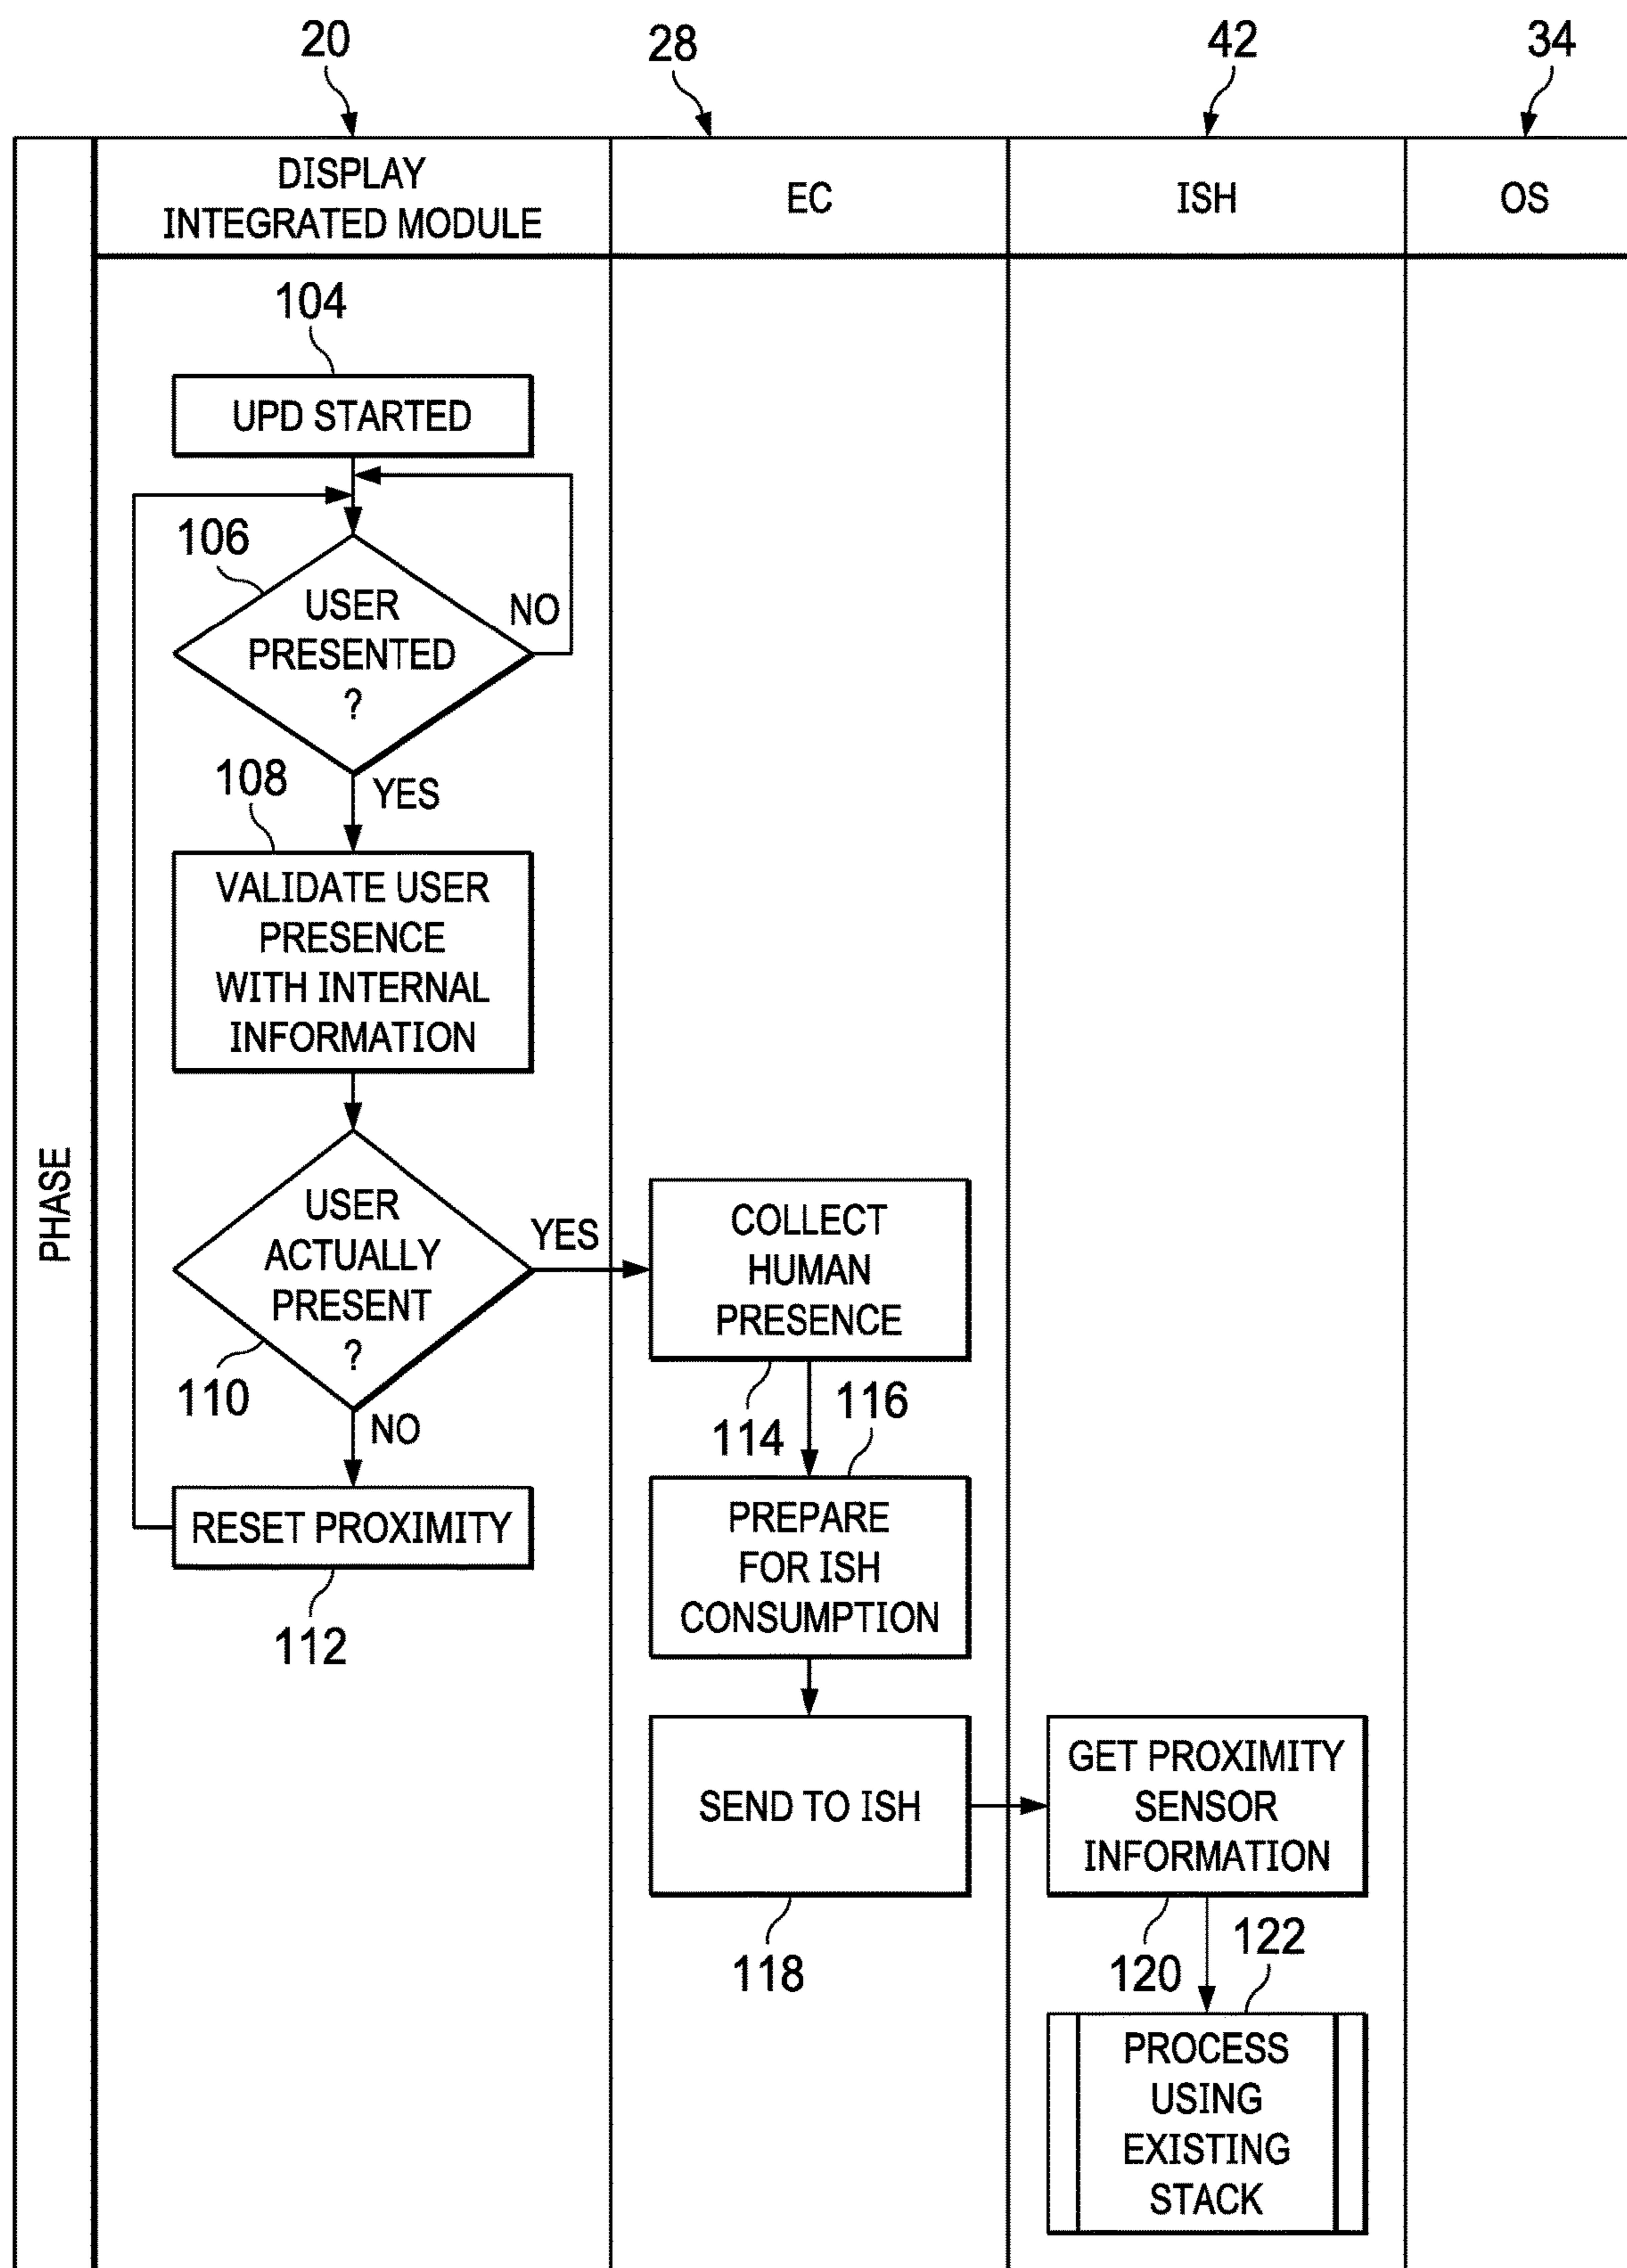 20
28
42
34
DISPLAY
INTEGRATED MODULE
EC
ISH
OS
PHASE
104
UPD STARTED
106
USER
PRESENTED
?
NO
YES
108
VALIDATE USER
PRESENCE
WITH INTERNAL
INFORMATION
USER
ACTUALLY
PRESENT
?
YES
110
NO
RESET PROXIMITY
112
COLLECT
HUMAN
PRESENCE
114
116
PREPARE
FOR ISH
CONSUMPTION
SEND TO ISH
118
GET PROXIMITY
SENSOR
INFORMATION
120
122
PROCESS
USING
EXISTING
STACK